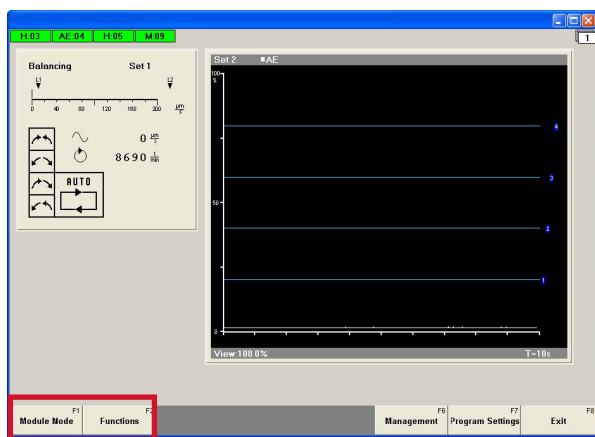 H:03 AE:04 H:05 M:09
1
Balancing Set 1
L1 L2
0 40 80 120 160 200 µm/s
0 µm/s
8690 1/min
AUTO
Set 2 AE
100
%
50
0
4
3
2
1
View:100.0% T=10s
F1 Module Mode
F2 Functions
F6 Management
F7 Program Settings
F8 Exit